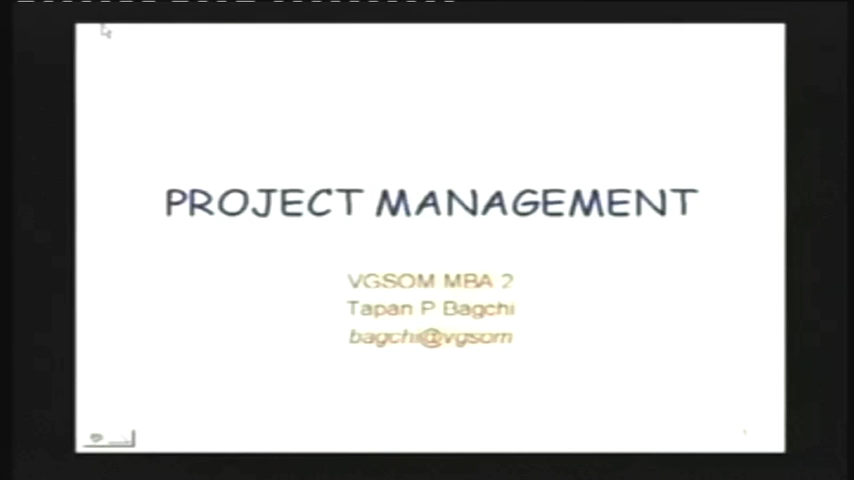 PROJECT MANAGEMENT
VGSOM MBA 2
Tapan P Bagchi
bagchi@vgsom